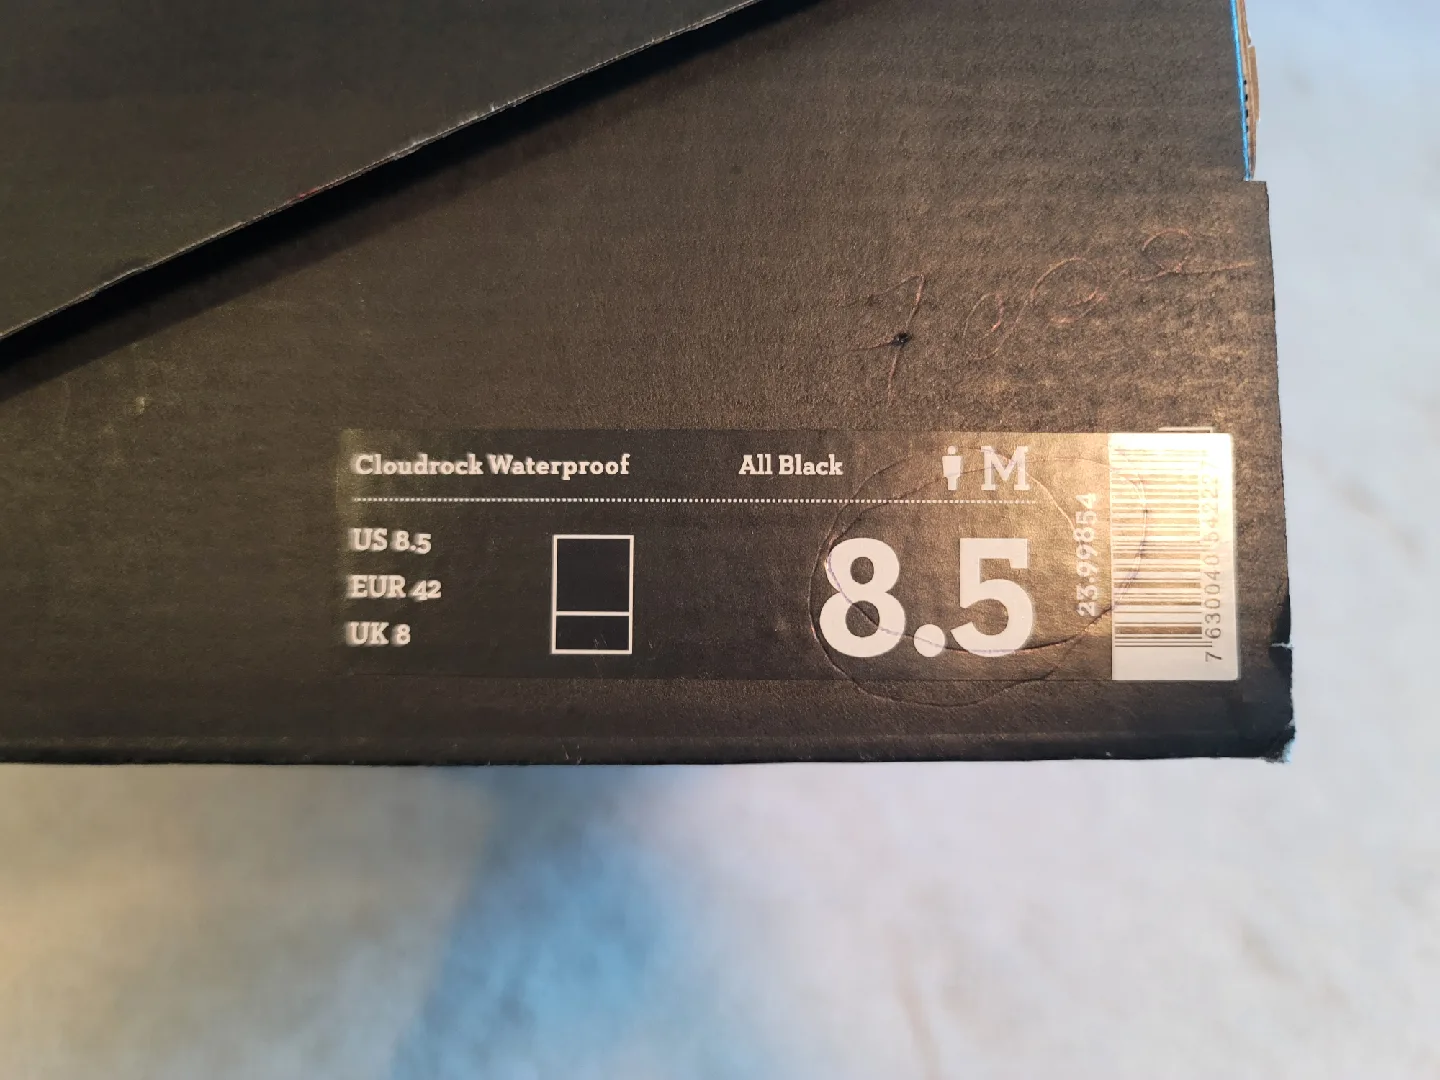 Cloudrock Waterproof All Black M
US 8.5
EUR 42
UK 8
8.5
23.99854